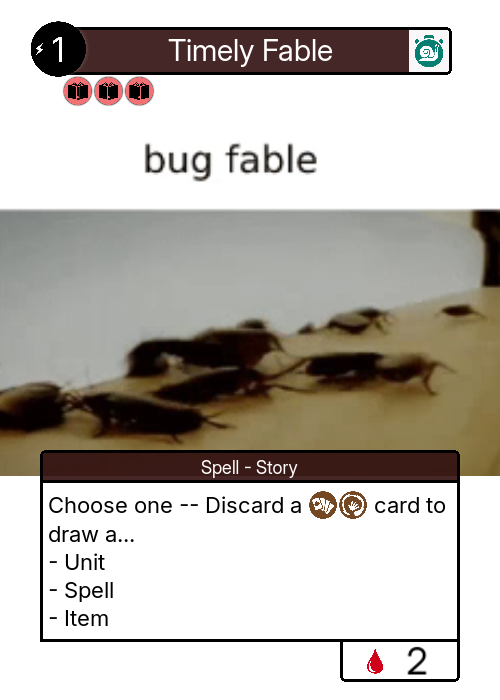 1
Timely Fable
bug fable
Spell - Story
Choose one -- Discard a card to
draw a...
- Unit
- Spell
- Item
2